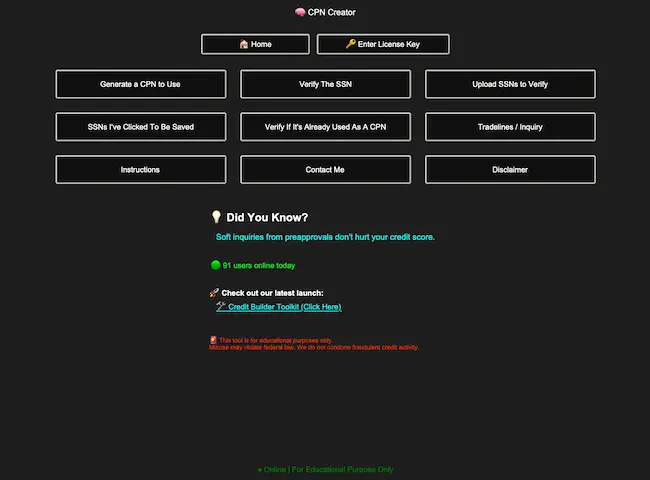 🧠 CPN Creator
🏠 Home
🔑 Enter License Key
Generate a CPN to Use
Verify The SSN
Upload SSNs to Verify
SSNs I've Clicked To Be Saved
Verify If It's Already Used As A CPN
Tradelines / Inquiry
Instructions
Contact Me
Disclaimer
💡 Did You Know?
Soft inquiries from preapprovals don't hurt your credit score.
🟢 91 users online today
🚀 Check out our latest launch:
🛠 Credit Builder Toolkit (Click Here)
🚨 This tool is for educational purposes only.
Misuse may violate federal law. We do not condone fraudulent credit activity.
● Online | For Educational Purpose Only